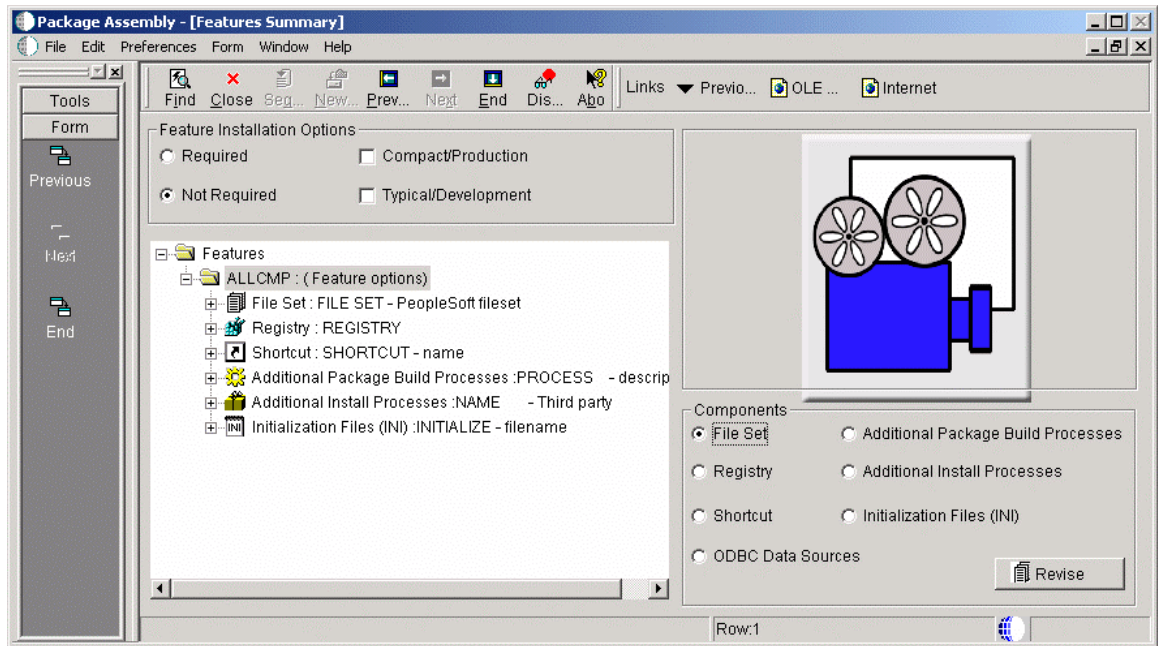 Package Assembly - [Features Summary]
File Edit Preferences Form Window Help
Tools
Form
Previous
Next
End
Find Close Seq... New... Prev... Next End Dis... Abo Links Previo... OLE ... Internet
Feature Installation Options
Required Compact/Production
Not Required Typical/Development
Features
ALLCMP : ( Feature options)
File Set : FILE SET - PeopleSoft fileset
Registry : REGISTRY
Shortcut : SHORTCUT - name
Additional Package Build Processes :PROCESS - descrip
Additional Install Processes :NAME - Third party
INI Initialization Files (INI) :INITIALIZE - filename
Components
File Set Additional Package Build Processes
Registry Additional Install Processes
Shortcut Initialization Files (INI)
ODBC Data Sources
Revise
Row:1